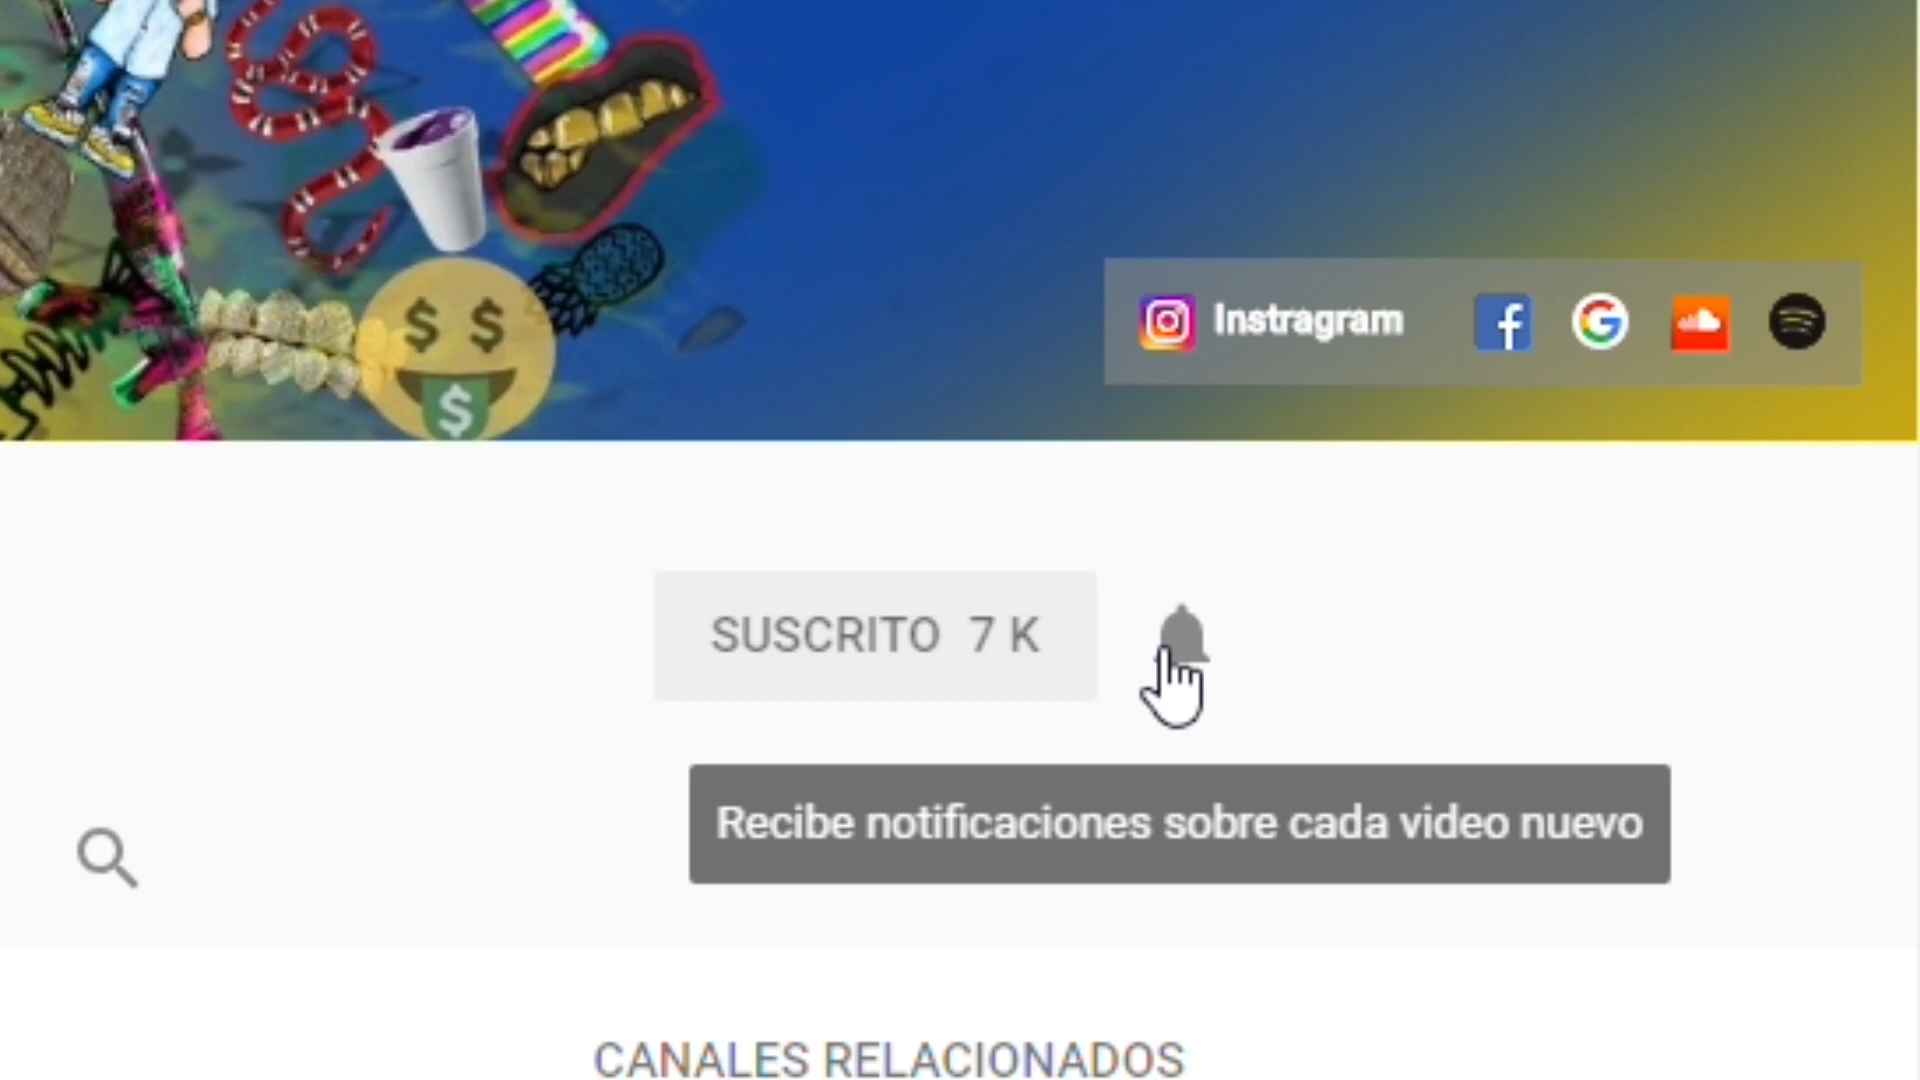 Instragram
SUSCRITO 7 K
Recibe notificaciones sobre cada video nuevo
CANALES RELACIONADOS